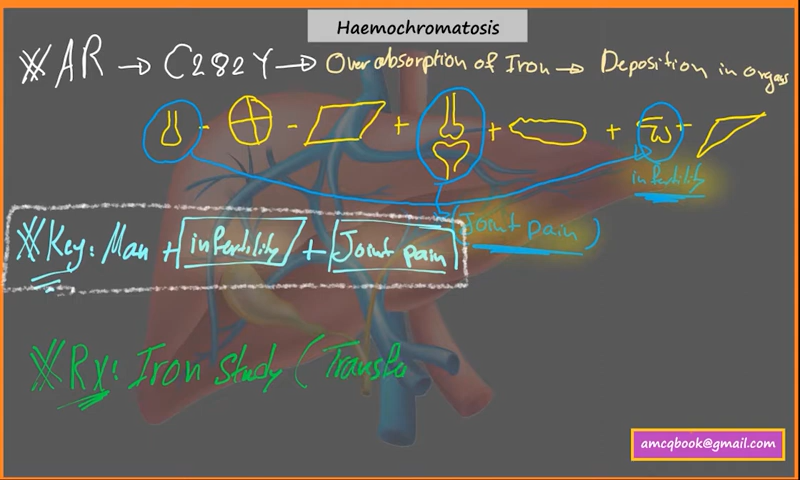 Haemochromatosis
※ AR → C282Y → Over absorption of Iron → Deposition in organs
infertility
(Joint pain)
※ Key: Man + infertility + Joint pain
※ Rx: Iron Study (Transfe
amcqbook@gmail.com